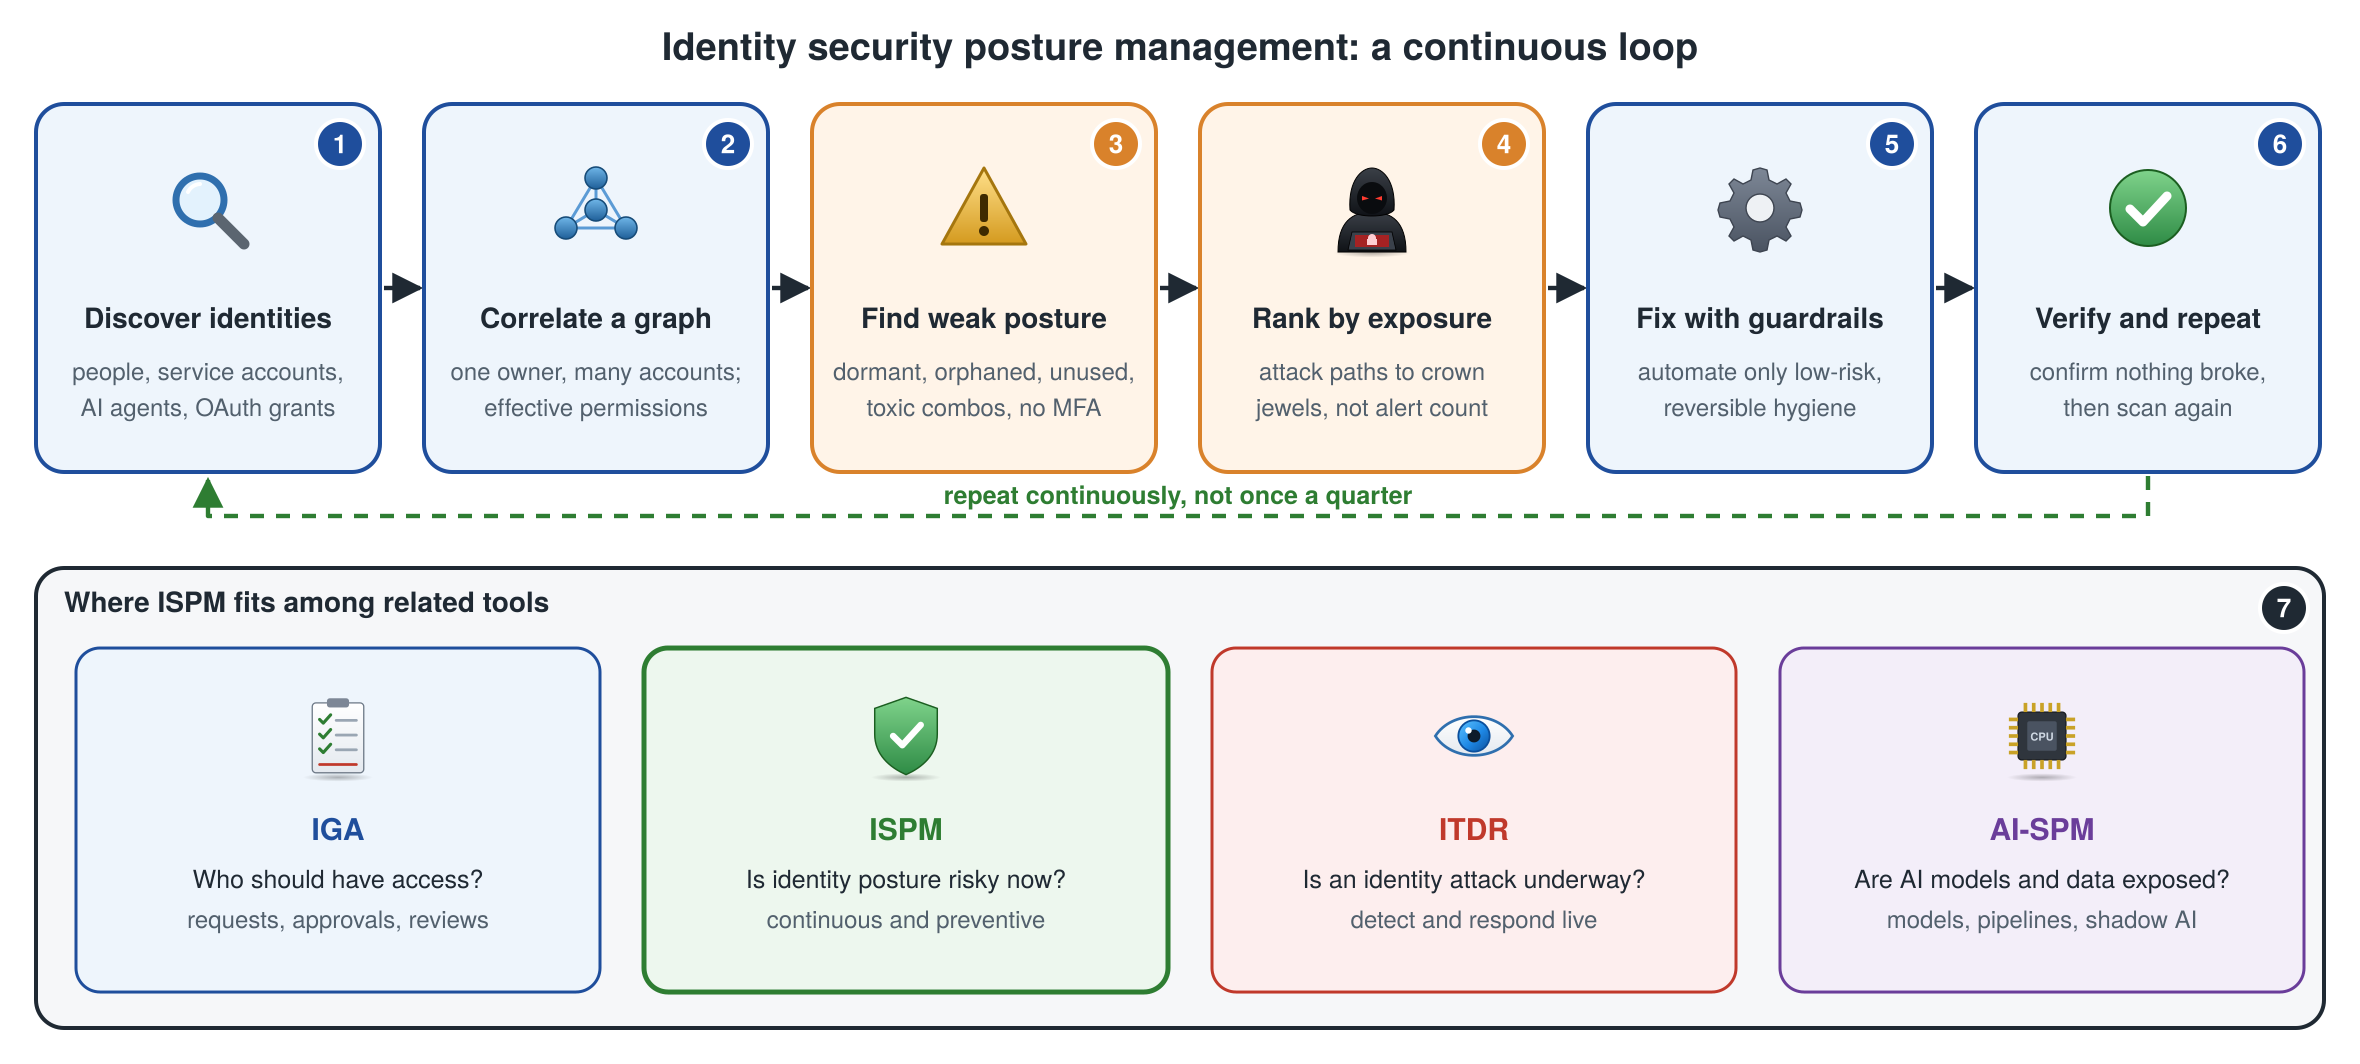 Identity security posture management: a continuous loop
1
Discover identities
people, service accounts,
AI agents, OAuth grants
2
Correlate a graph
one owner, many accounts;
effective permissions
3
Find weak posture
dormant, orphaned, unused,
toxic combos, no MFA
4
Rank by exposure
attack paths to crown
jewels, not alert count
5
Fix with guardrails
automate only low-risk,
reversible hygiene
6
Verify and repeat
confirm nothing broke,
then scan again
repeat continuously, not once a quarter
Where ISPM fits among related tools
7
IGA
Who should have access?
requests, approvals, reviews
ISPM
Is identity posture risky now?
continuous and preventive
ITDR
Is an identity attack underway?
detect and respond live
CPU
AI-SPM
Are AI models and data exposed?
models, pipelines, shadow AI